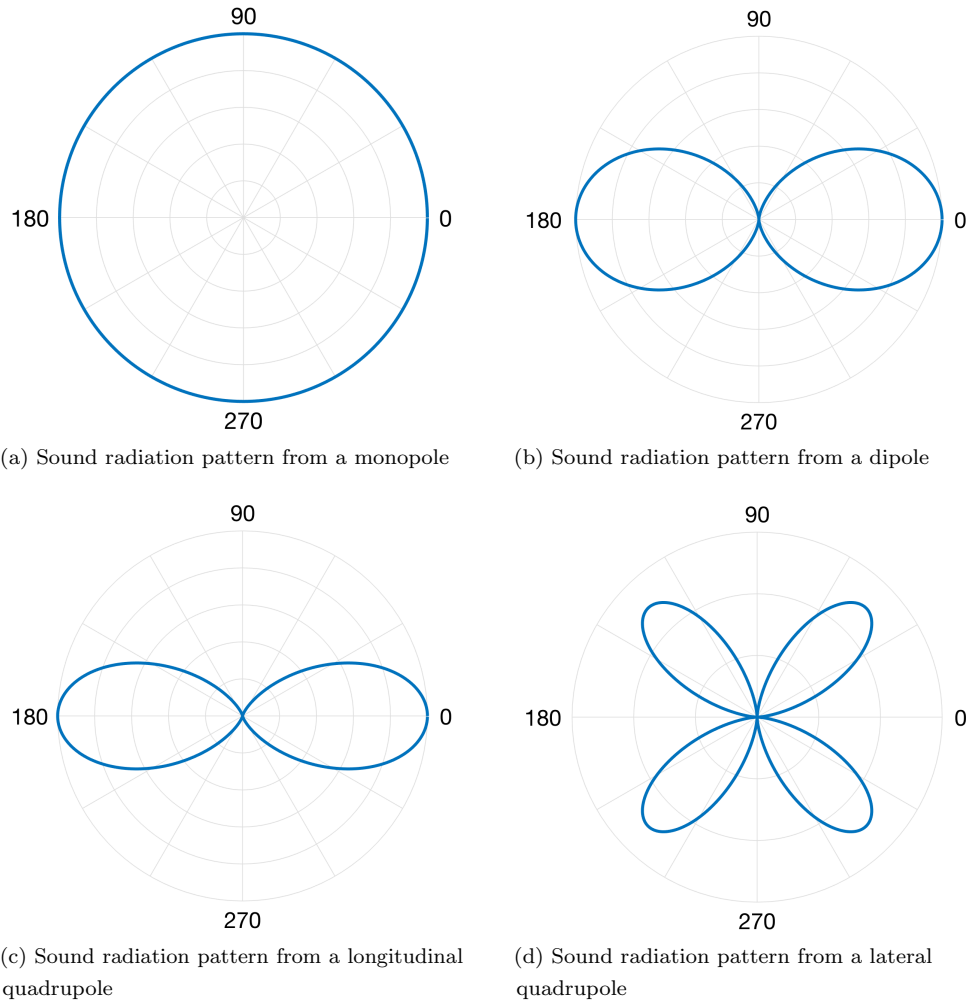 90
180
0
270
(a) Sound radiation pattern from a monopole
90
180
0
270
(b) Sound radiation pattern from a dipole
90
180
0
270
(c) Sound radiation pattern from a longitudinal
quadrupole
90
180
0
270
(d) Sound radiation pattern from a lateral
quadrupole